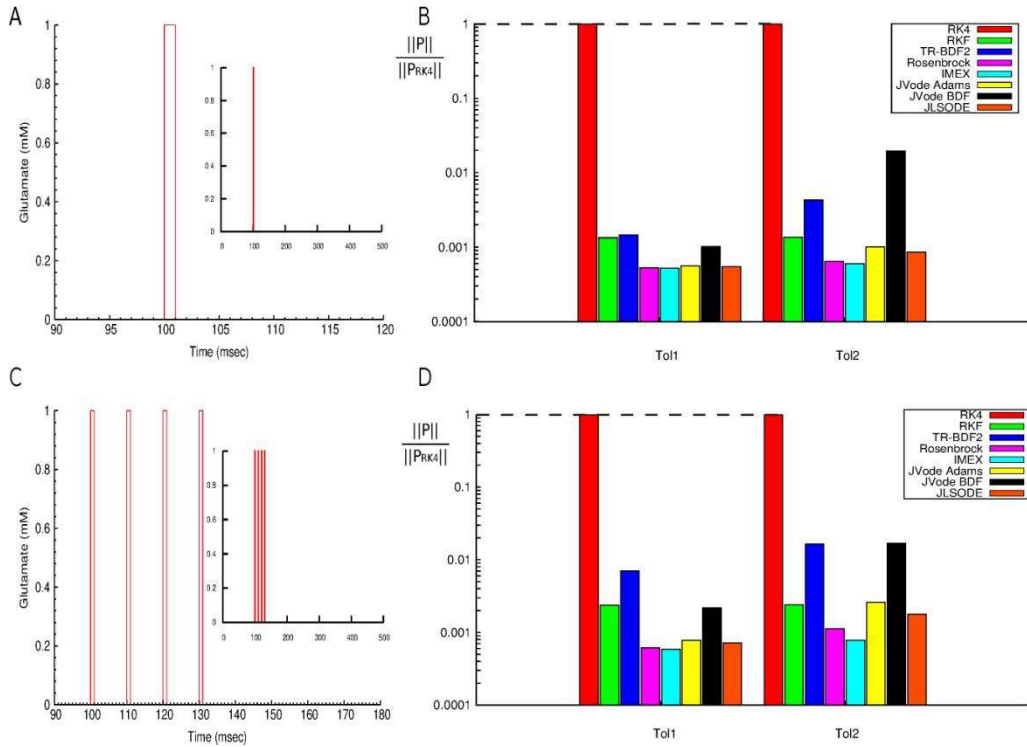 A
Glutamate (mM)
1
0.8
0.6
0.4
0.2
0
90 95 100 105 110 115 120
Time (msec)
1
0.8
0.6
0.4
0.2
0
0 100 200 300 400 500
B
||P||
||PRK4||
1
0.1
0.01
0.001
0.0001
Tol1 Tol2
RK4
RKF
TR-BDF2
Rosenbrock
IMEX
JVode Adams
JVode BDF
JLSODE
C
Glutamate (mM)
1
0.8
0.6
0.4
0.2
0
90 100 110 120 130 140 150 160 170 180
Time (msec)
1
0.8
0.6
0.4
0.2
0
0 100 200 300 400 500
D
||P||
||PRK4||
1
0.1
0.01
0.001
0.0001
Tol1 Tol2
RK4
RKF
TR-BDF2
Rosenbrock
IMEX
JVode Adams
JVode BDF
JLSODE